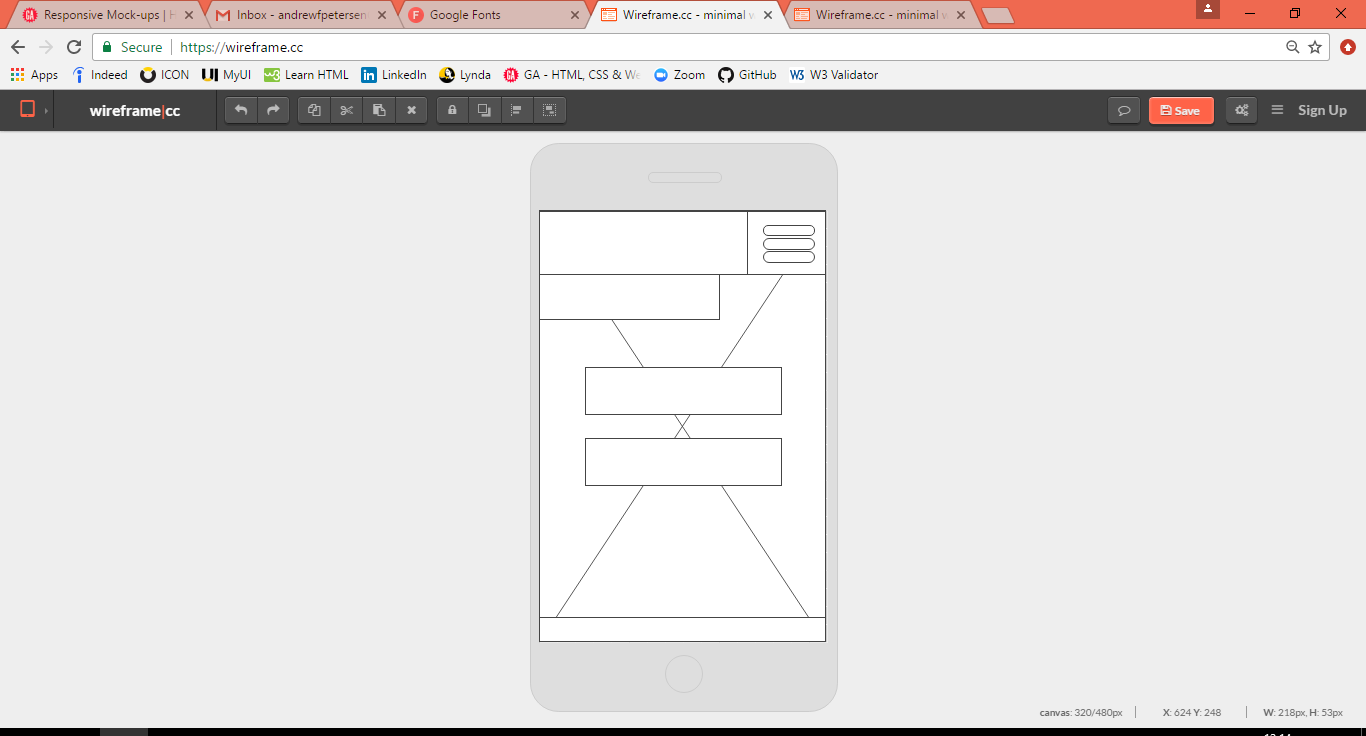 Responsive Mock-ups | H
Inbox - andrewfpetersen
Google Fonts
Wireframe.cc - minimal w
Wireframe.cc - minimal w
Secure https://wireframe.cc
Apps Indeed ICON MyUI Learn HTML LinkedIn Lynda GA - HTML, CSS & We Zoom GitHub W3 Validator
wireframe|cc Save Sign Up
canvas: 320/480px X: 624 Y: 248 W: 218px, H: 53px